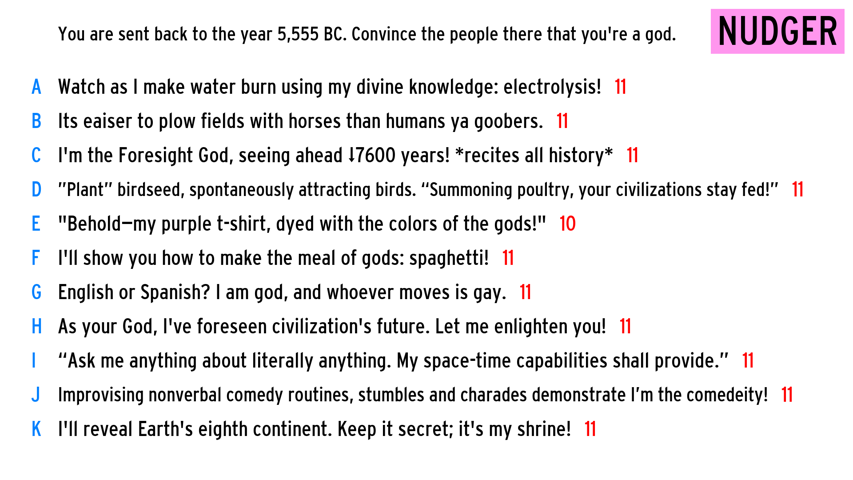 You are sent back to the year 5,555 BC. Convince the people there that you're a god.
NUDGER
A Watch as I make water burn using my divine knowledge: electrolysis! 11
B Its eaiser to plow fields with horses than humans ya goobers. 11
C I'm the Foresight God, seeing ahead ⇂7600 years! *recites all history* 11
D ”Plant” birdseed, spontaneously attracting birds. “Summoning poultry, your civilizations stay fed!” 11
E "Behold—my purple t-shirt, dyed with the colors of the gods!" 10
F I'll show you how to make the meal of gods: spaghetti! 11
G English or Spanish? I am god, and whoever moves is gay. 11
H As your God, I've foreseen civilization's future. Let me enlighten you! 11
I “Ask me anything about literally anything. My space-time capabilities shall provide.” 11
J Improvising nonverbal comedy routines, stumbles and charades demonstrate I’m the comedeity! 11
K I'll reveal Earth's eighth continent. Keep it secret; it's my shrine! 11